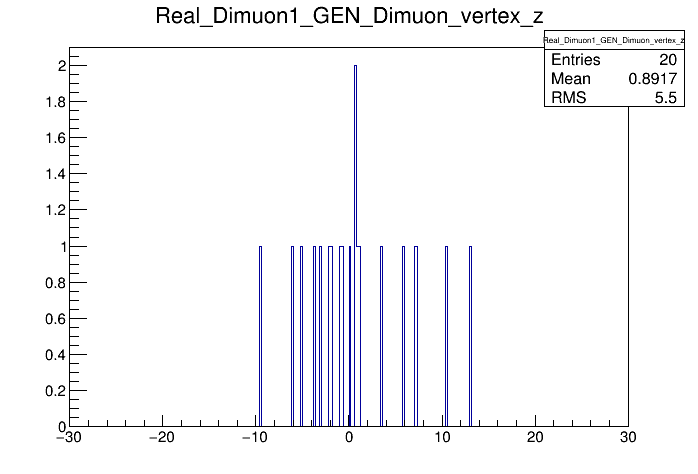 Real_Dimuon1_GEN_Dimuon_vertex_z
Real_Dimuon1_GEN_Dimuon_vertex_z
Entries 20
Mean 0.8917
RMS 5.5
2
1.8
1.6
1.4
1.2
1
0.8
0.6
0.4
0.2
0
−30 −20 −10 0 10 20 30